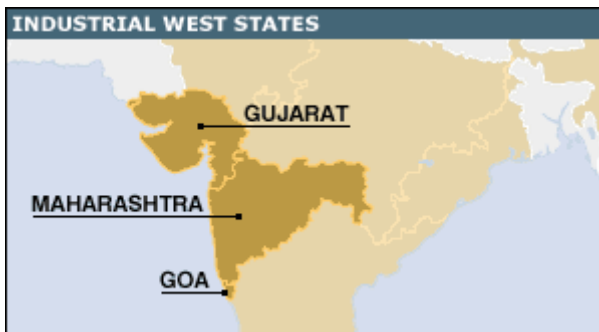 INDUSTRIAL WEST STATES
GUJARAT
MAHARASHTRA
GOA